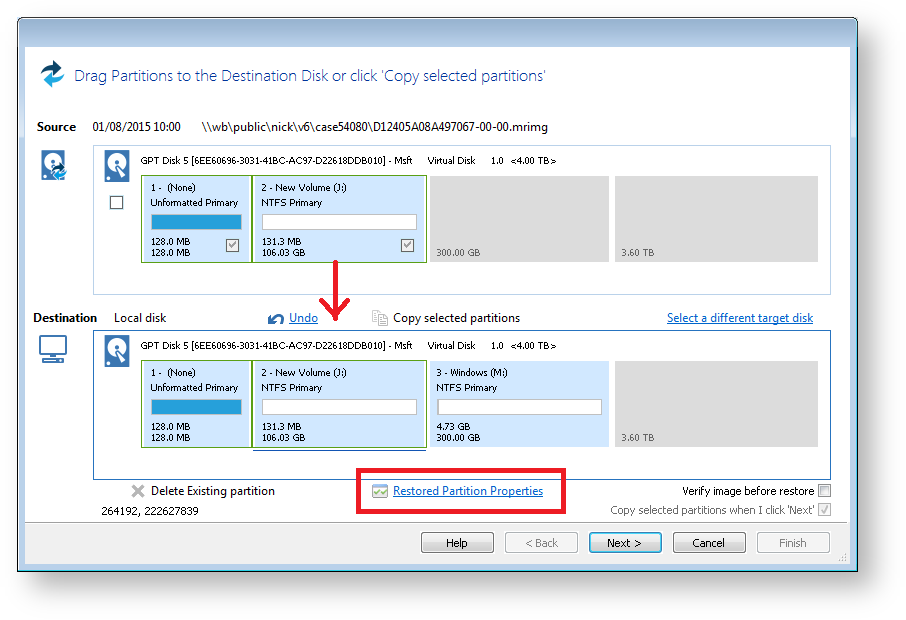 Drag Partitions to the Destination Disk or click 'Copy selected partitions'
Source 01/08/2015 10:00 \\wb\public\nick\v6\case54080\D12405A08A497067-00-00.mrimg
GPT Disk 5 [6EE60696-3031-41BC-AC97-D22618DDB010] - Msft Virtual Disk 1.0 <4.00 TB>
1 - (None)
Unformatted Primary
128.0 MB
128.0 MB
2 - New Volume (J:)
NTFS Primary
131.3 MB
106.03 GB
300.00 GB
3.60 TB
Destination Local disk Undo Copy selected partitions Select a different target disk
GPT Disk 5 [6EE60696-3031-41BC-AC97-D22618DDB010] - Msft Virtual Disk 1.0 <4.00 TB>
1 - (None)
Unformatted Primary
128.0 MB
128.0 MB
2 - New Volume (J:)
NTFS Primary
131.3 MB
106.03 GB
3 - Windows (M:)
NTFS Primary
4.73 GB
300.00 GB
3.60 TB
Delete Existing partition Restored Partition Properties Verify image before restore
264192, 222627839 Copy selected partitions when I click 'Next'
Help < Back Next > Cancel Finish